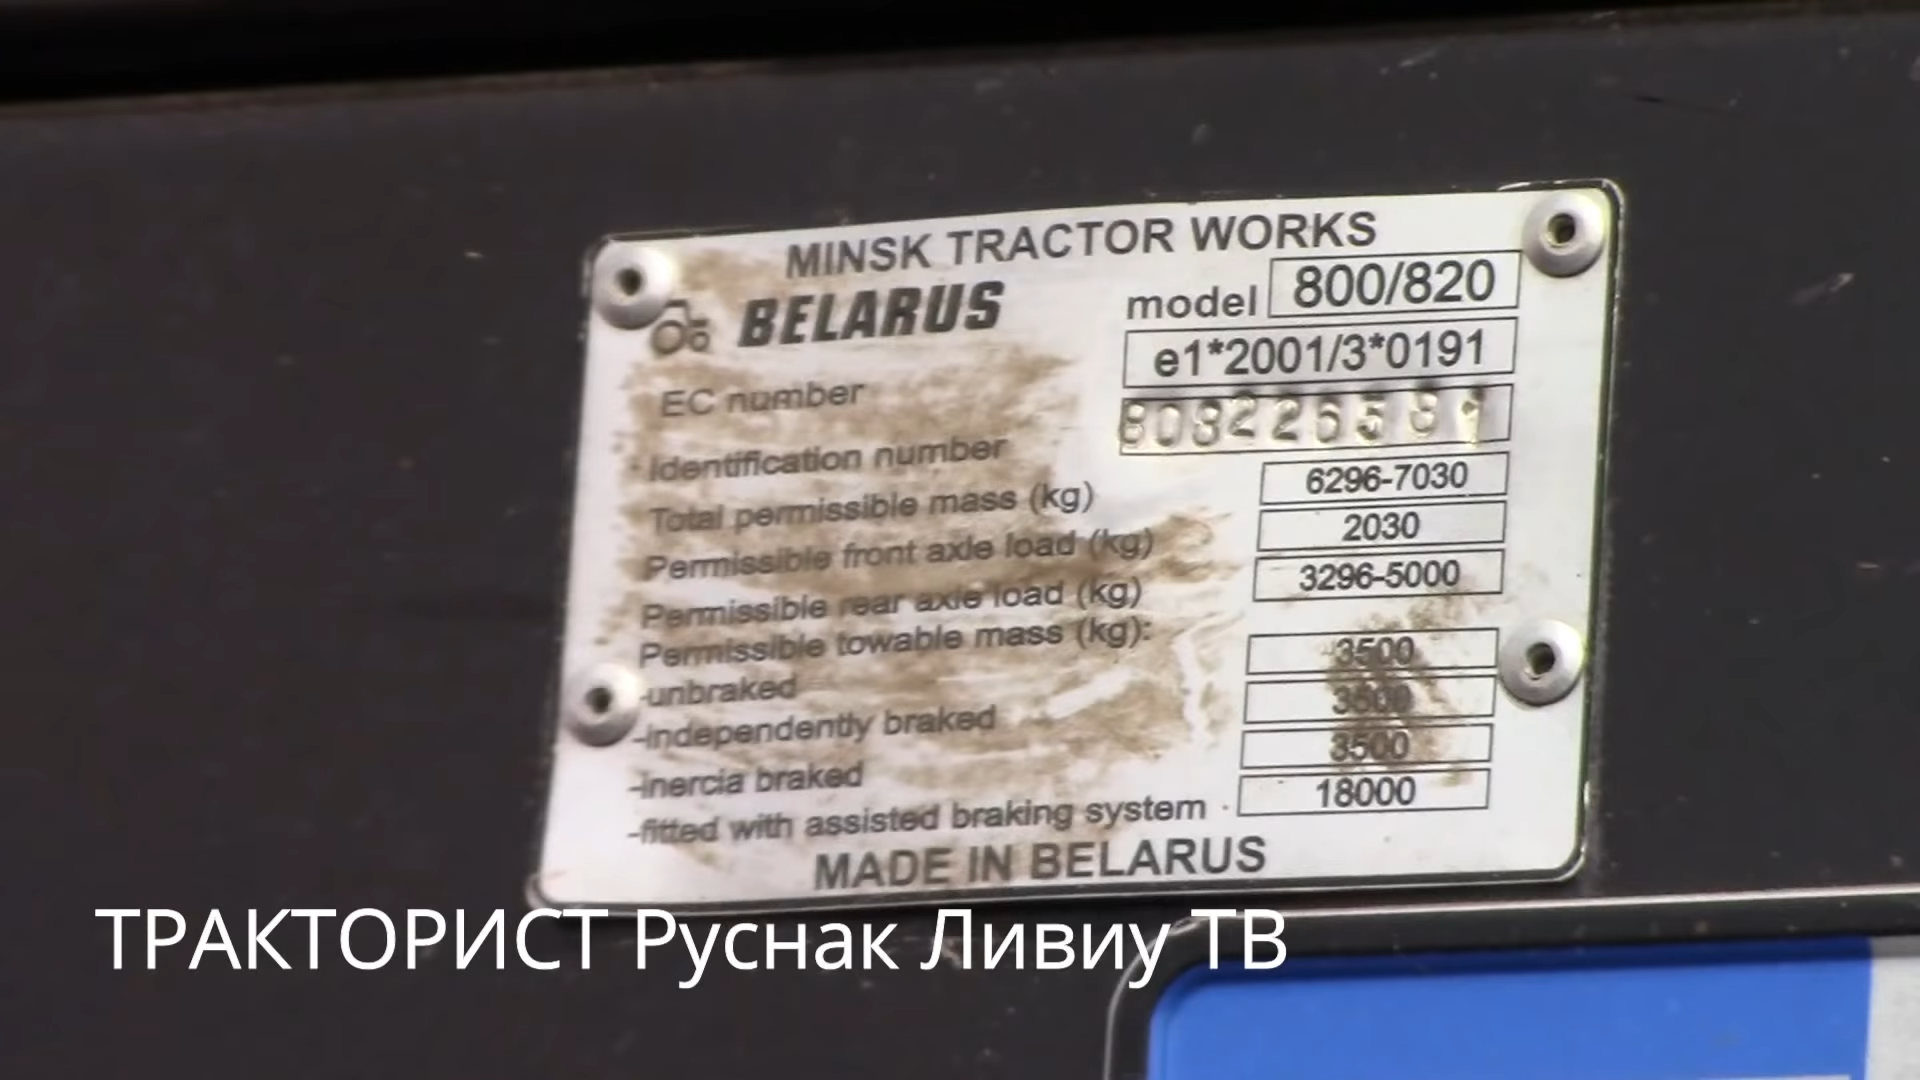 MINSK TRACTOR WORKS
BELARUS model 800/820
EC number e1*2001/3*0191
Identification number 808226581
Total permissible mass (kg) 6296-7030
Permissible front axle load (kg) 2030
Permissible rear axle load (kg) 3296-5000
Permissible towable mass (kg):
-unbraked 3500
-independently braked 3500
-inercia braked 3500
-fitted with assisted braking system 18000
MADE IN BELARUS
ТРАКТОРИСТ Руснак Ливиу ТВ